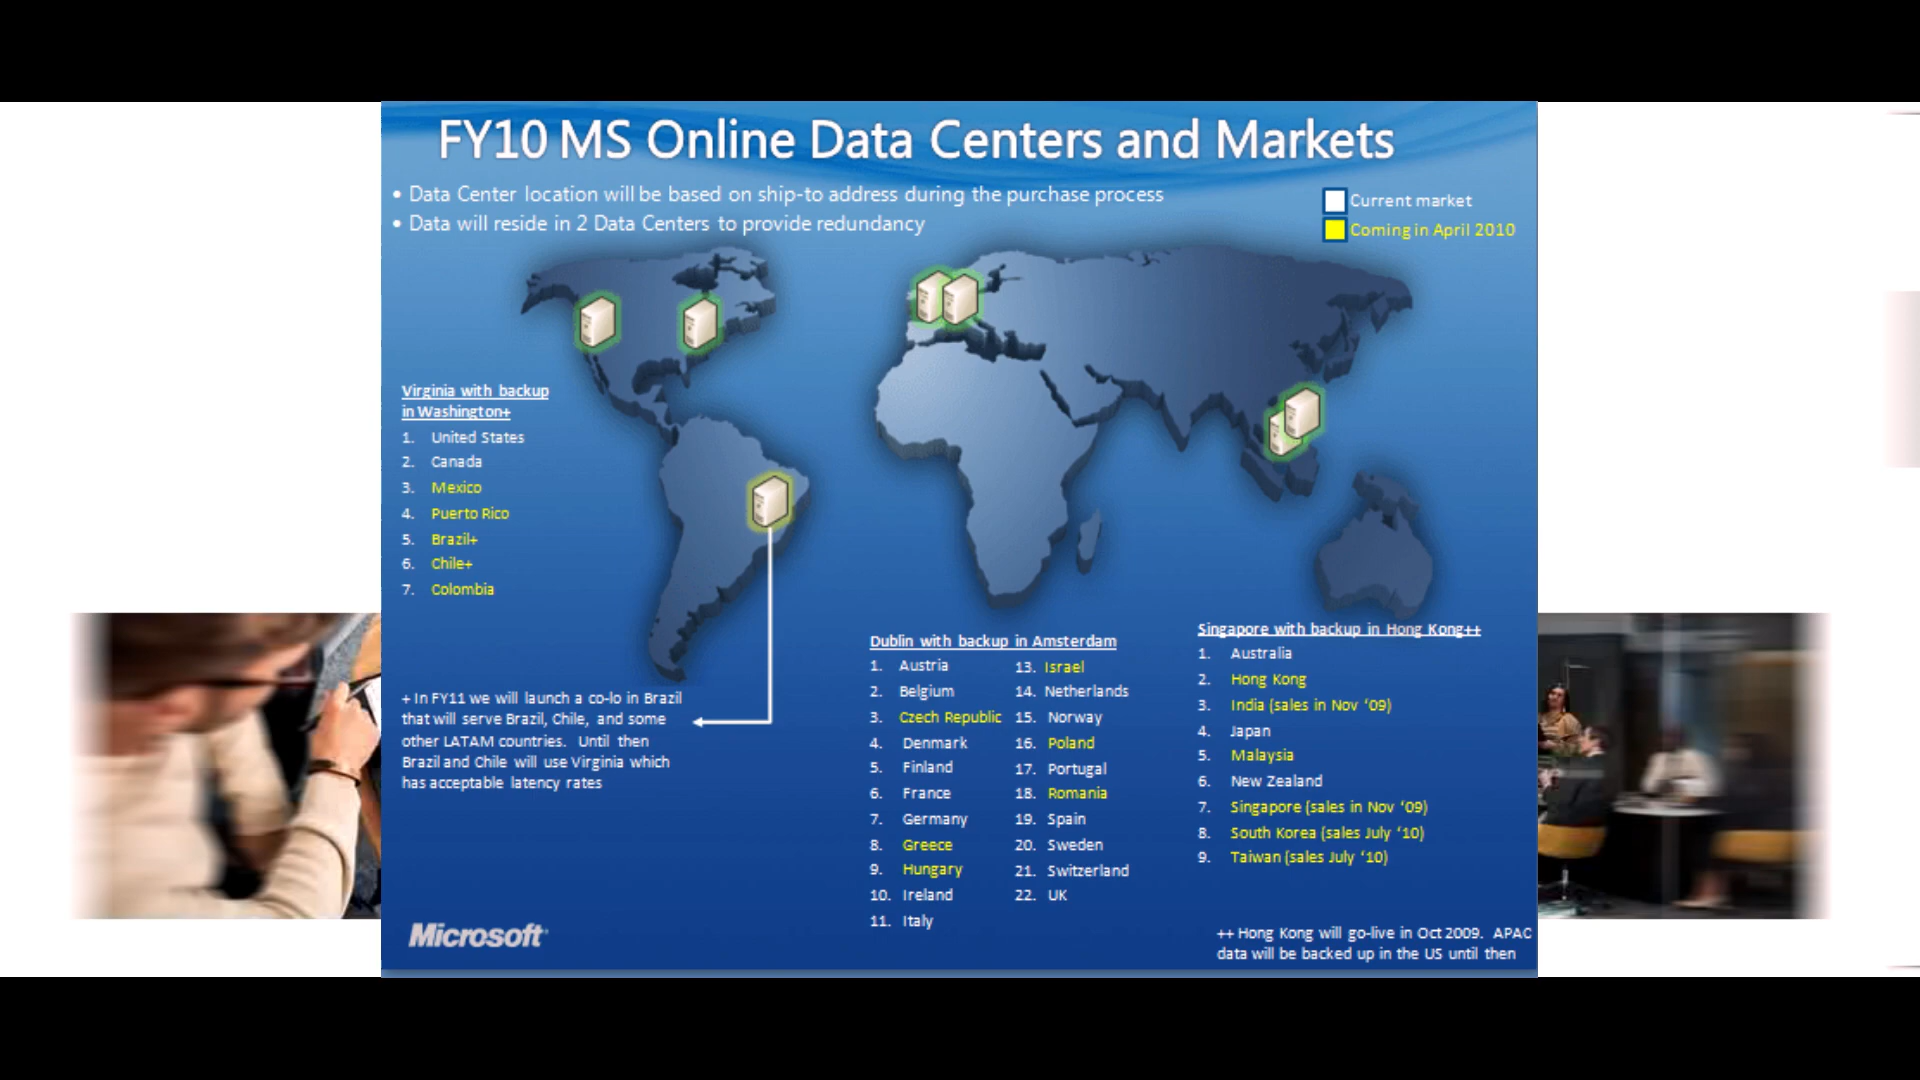 FY10 MS Online Data Centers and Markets
• Data Center location will be based on ship-to address during the purchase process
• Data will reside in 2 Data Centers to provide redundancy
Current market
Coming in April 2010
Virginia with backup
in Washington+
1. United States
2. Canada
3. Mexico
4. Puerto Rico
5. Brazil+
6. Chile+
7. Colombia
+ In FY11 we will launch a co-lo in Brazil
that will serve Brazil, Chile, and some
other LATAM countries. Until then
Brazil and Chile will use Virginia which
has acceptable latency rates
Dublin with backup in Amsterdam
1. Austria
2. Belgium
3. Czech Republic
4. Denmark
5. Finland
6. France
7. Germany
8. Greece
9. Hungary
10. Ireland
11. Italy
13. Israel
14. Netherlands
15. Norway
16. Poland
17. Portugal
18. Romania
19. Spain
20. Sweden
21. Switzerland
22. UK
Singapore with backup in Hong Kong++
1. Australia
2. Hong Kong
3. India (sales in Nov ‘09)
4. Japan
5. Malaysia
6. New Zealand
7. Singapore (sales in Nov ‘09)
8. South Korea (sales July ‘10)
9. Taiwan (sales July ‘10)
++ Hong Kong will go-live in Oct 2009. APAC
data will be backed up in the US until then
Microsoft